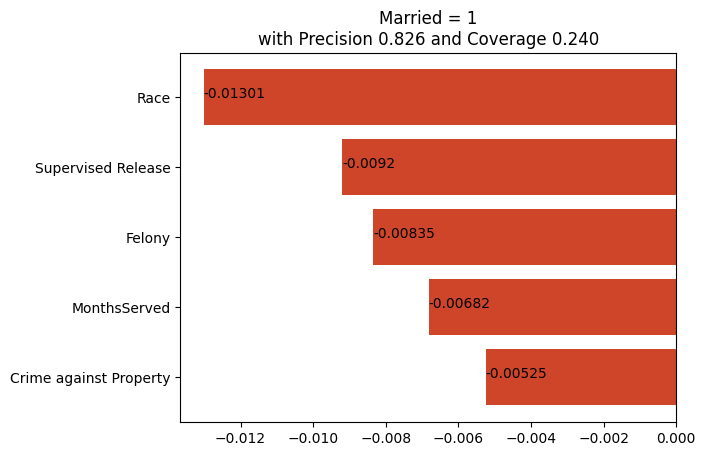 Married = 1
with Precision 0.826 and Coverage 0.240
Race
-0.01301
Supervised Release
-0.0092
Felony
-0.00835
MonthsServed
-0.00682
Crime against Property
-0.00525
−0.012 −0.010 −0.008 −0.006 −0.004 −0.002 0.000